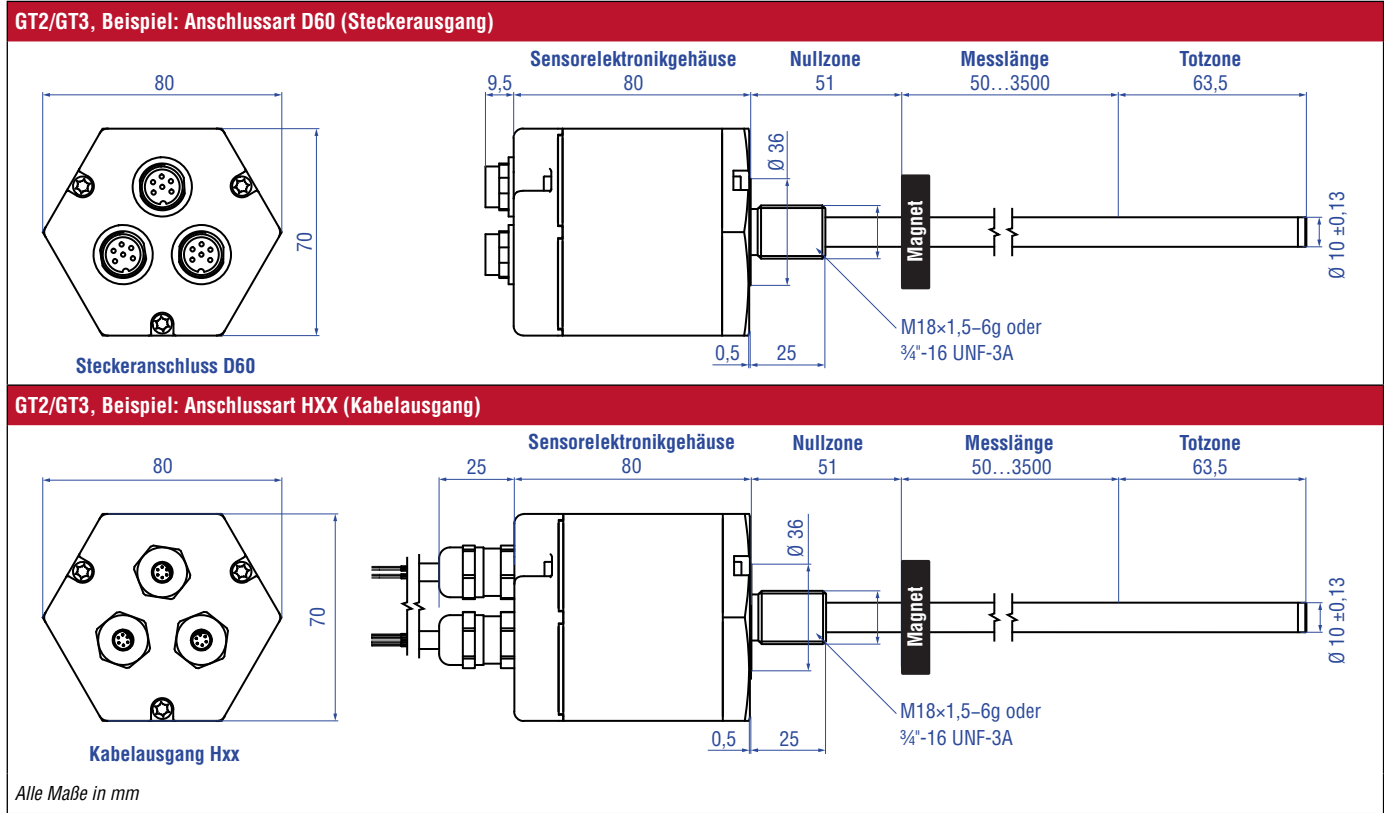 GT2/GT3, Beispiel: Anschlussart D60 (Steckerausgang)
Sensorelektronikgehäuse Nullzone Messlänge Totzone
80 9,5 80 51 50…3500 63,5
Ø 36
70
Magnet
Ø 10 ±0,13
M18×1,5–6g oder
¾"-16 UNF-3A
0,5 25
Steckeranschluss D60
GT2/GT3, Beispiel: Anschlussart HXX (Kabelausgang)
Sensorelektronikgehäuse Nullzone Messlänge Totzone
80 25 80 51 50…3500 63,5
Ø 36
70
Magnet
Ø 10 ±0,13
M18×1,5–6g oder
¾"-16 UNF-3A
0,5 25
Kabelausgang Hxx
Alle Maße in mm